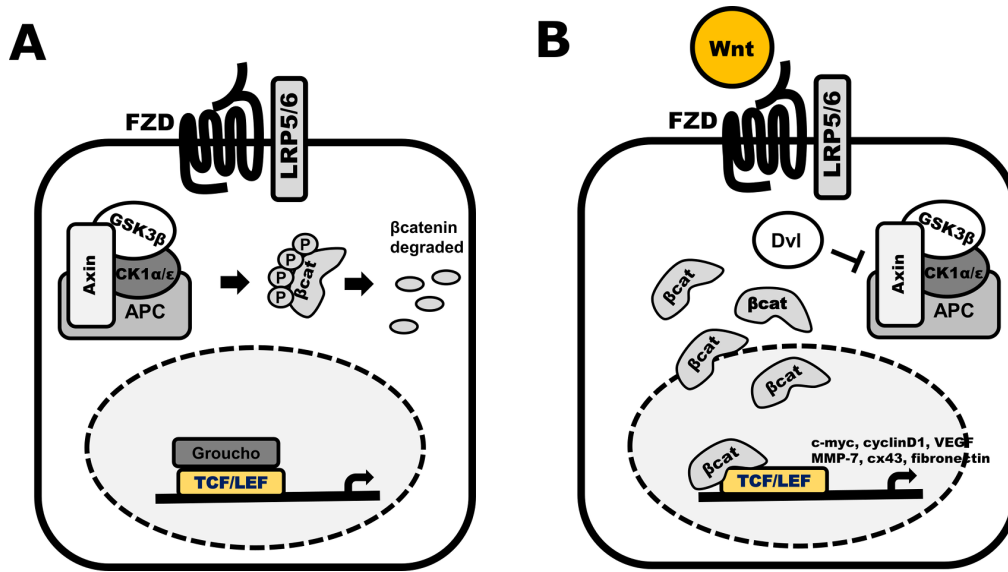 A
FZD
LRP5/6
GSK3β
Axin
CK1α/ε
APC
P
P
P
P
βcat
βcatenin
degraded
Groucho
TCF/LEF
B
Wnt
FZD
LRP5/6
Dvl
GSK3β
Axin
CK1α/ε
APC
βcat
βcat
βcat
βcat
c-myc, cyclinD1, VEGF
MMP-7, cx43, fibronectin
βcat
TCF/LEF